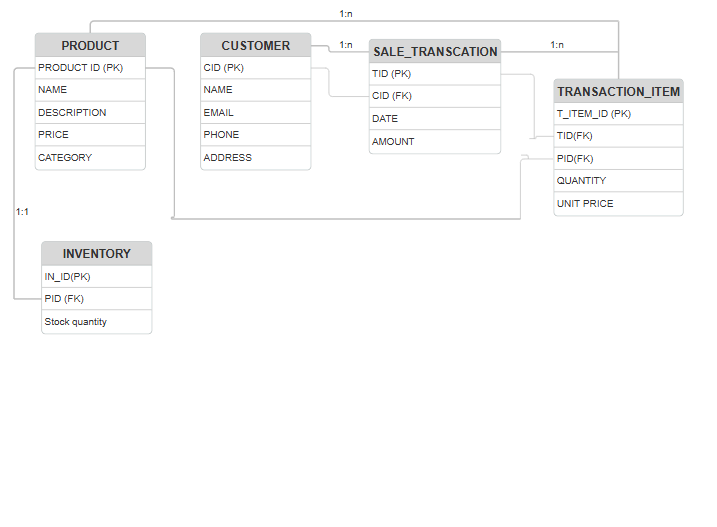 1:n
PRODUCT
PRODUCT ID (PK)
NAME
DESCRIPTION
PRICE
CATEGORY
CUSTOMER
CID (PK)
NAME
EMAIL
PHONE
ADDRESS
1:n
SALE_TRANSCATION
TID (PK)
CID (FK)
DATE
AMOUNT
1:n
TRANSACTION_ITEM
T_ITEM_ID (PK)
TID(FK)
PID(FK)
QUANTITY
UNIT PRICE
1:1
INVENTORY
IN_ID(PK)
PID (FK)
Stock quantity